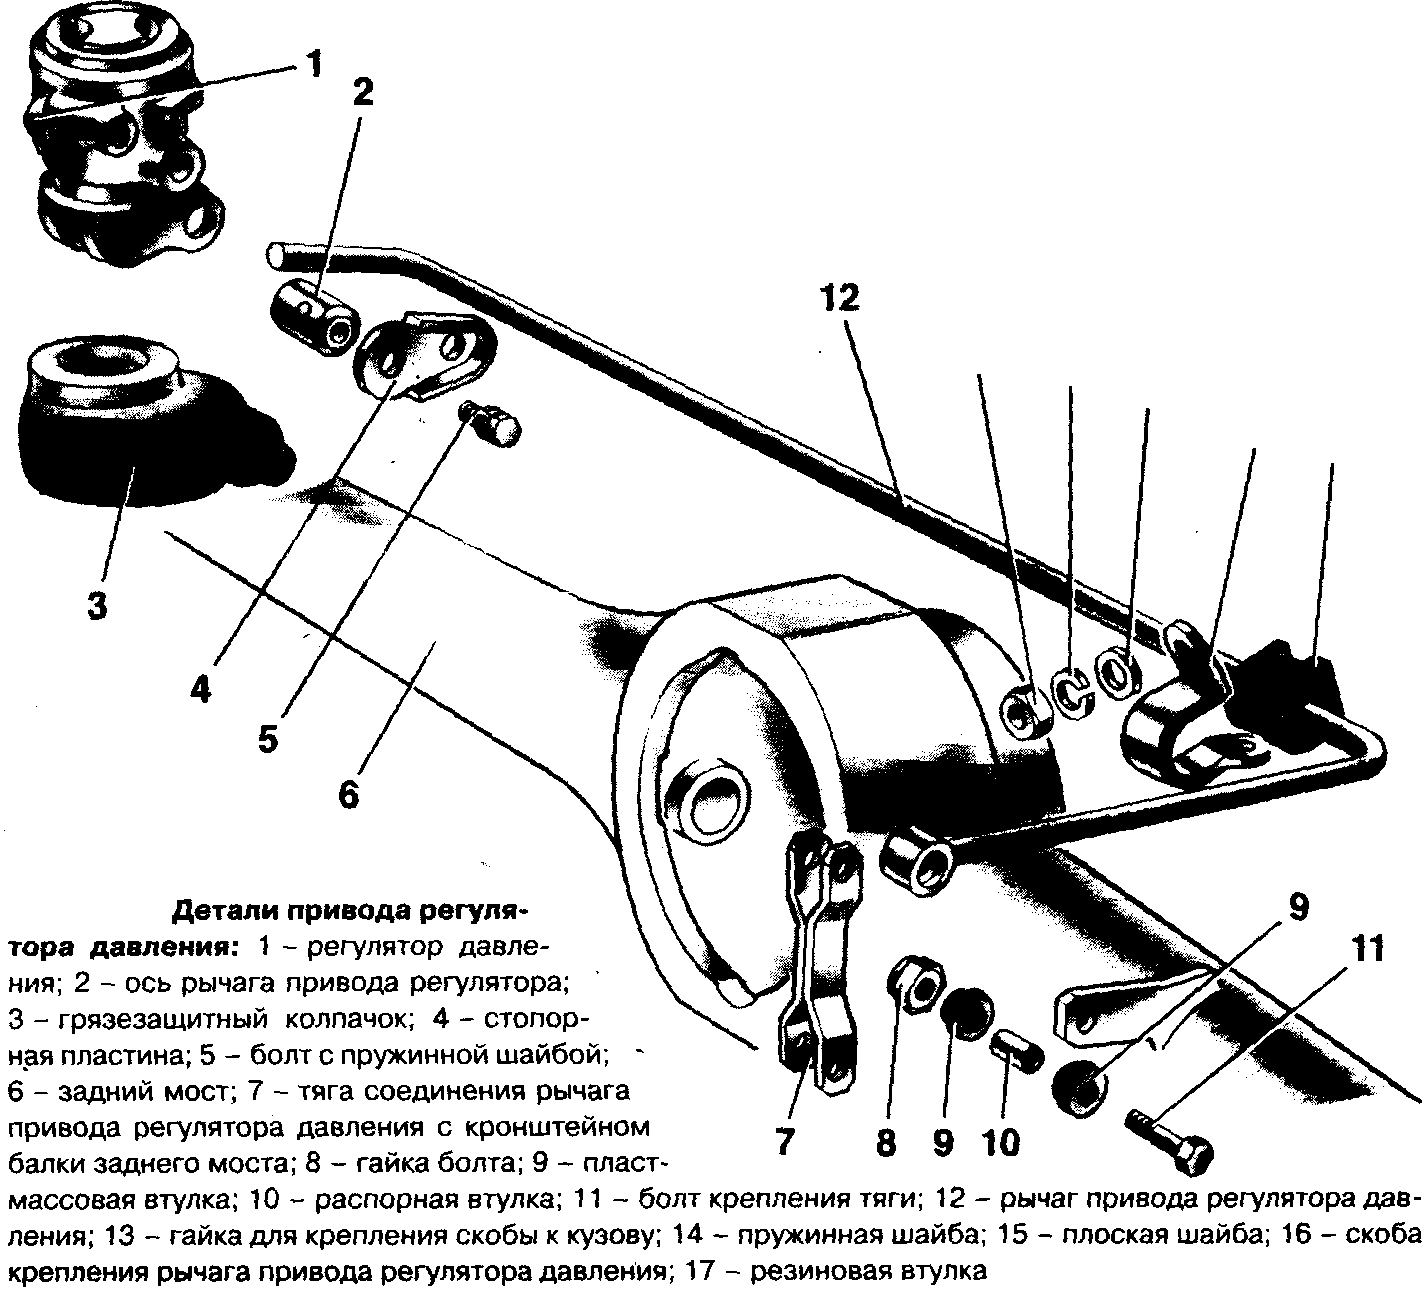 1
2
12
3
4
5
6
9
11
7
8
9
10
Детали привода регуля-
тора давления: 1 – регулятор давле-
ния; 2 – ось рычага привода регулятора;
3 – грязезащитный колпачок; 4 – стопор-
ная пластина; 5 – болт с пружинной шайбой;
6 – задний мост; 7 – тяга соединения рычага
привода регулятора давления с кронштейном
балки заднего моста; 8 – гайка болта; 9 – пласт-
массовая втулка; 10 – распорная втулка; 11 – болт крепления тяги; 12 – рычаг привода регулятора дав-
ления; 13 – гайка для крепления скобы к кузову; 14 – пружинная шайба; 15 – плоская шайба; 16 – скоба
крепления рычага привода регулятора давления; 17 – резиновая втулка